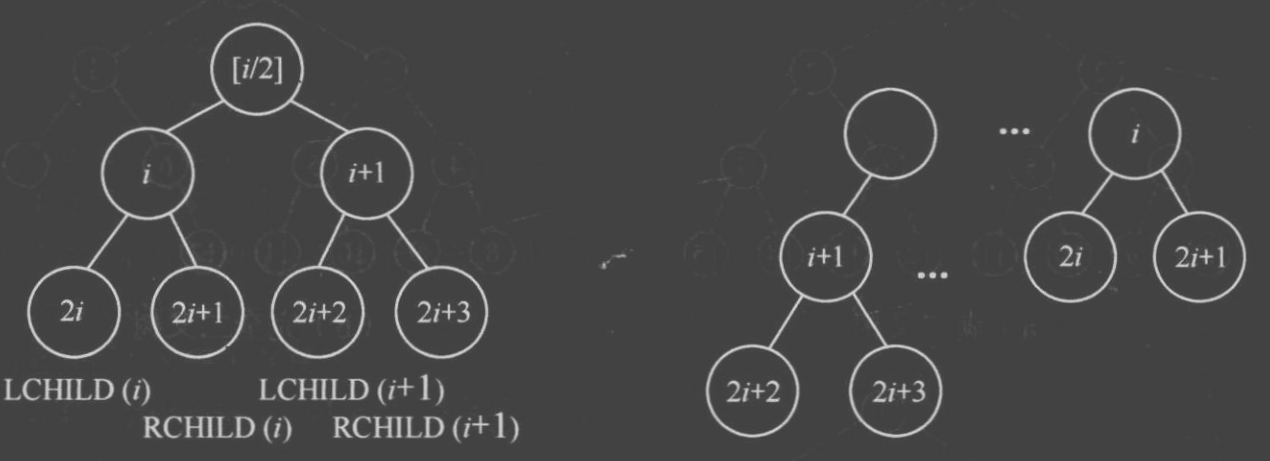 [i/2]
i
i+1
2i
2i+1
2i+2
2i+3
LCHILD (i)
LCHILD (i+1)
RCHILD (i)
RCHILD (i+1)
...
i
i+1
...
2i
2i+1
2i+2
2i+3